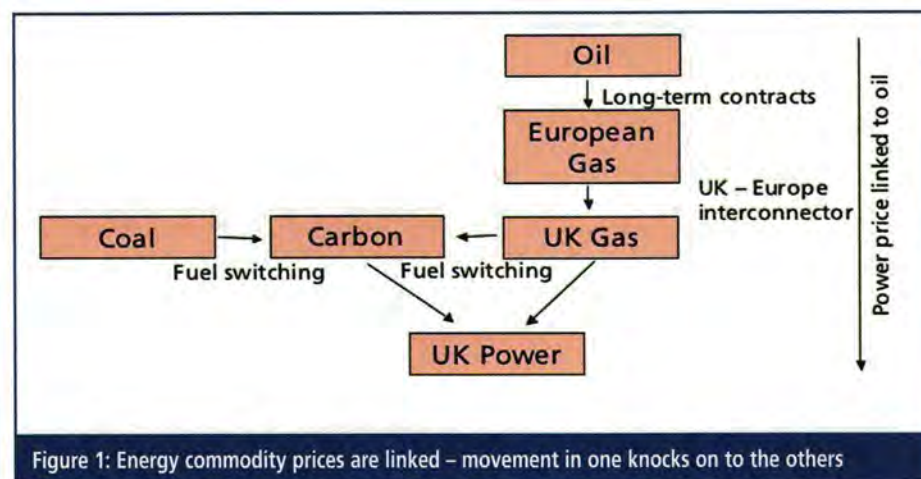 Oil
Long-term contracts
European
Gas
UK – Europe
interconnector
Coal
Carbon
UK Gas
Fuel switching
Fuel switching
UK Power
Power price linked to oil
Figure 1: Energy commodity prices are linked – movement in one knocks on to the others